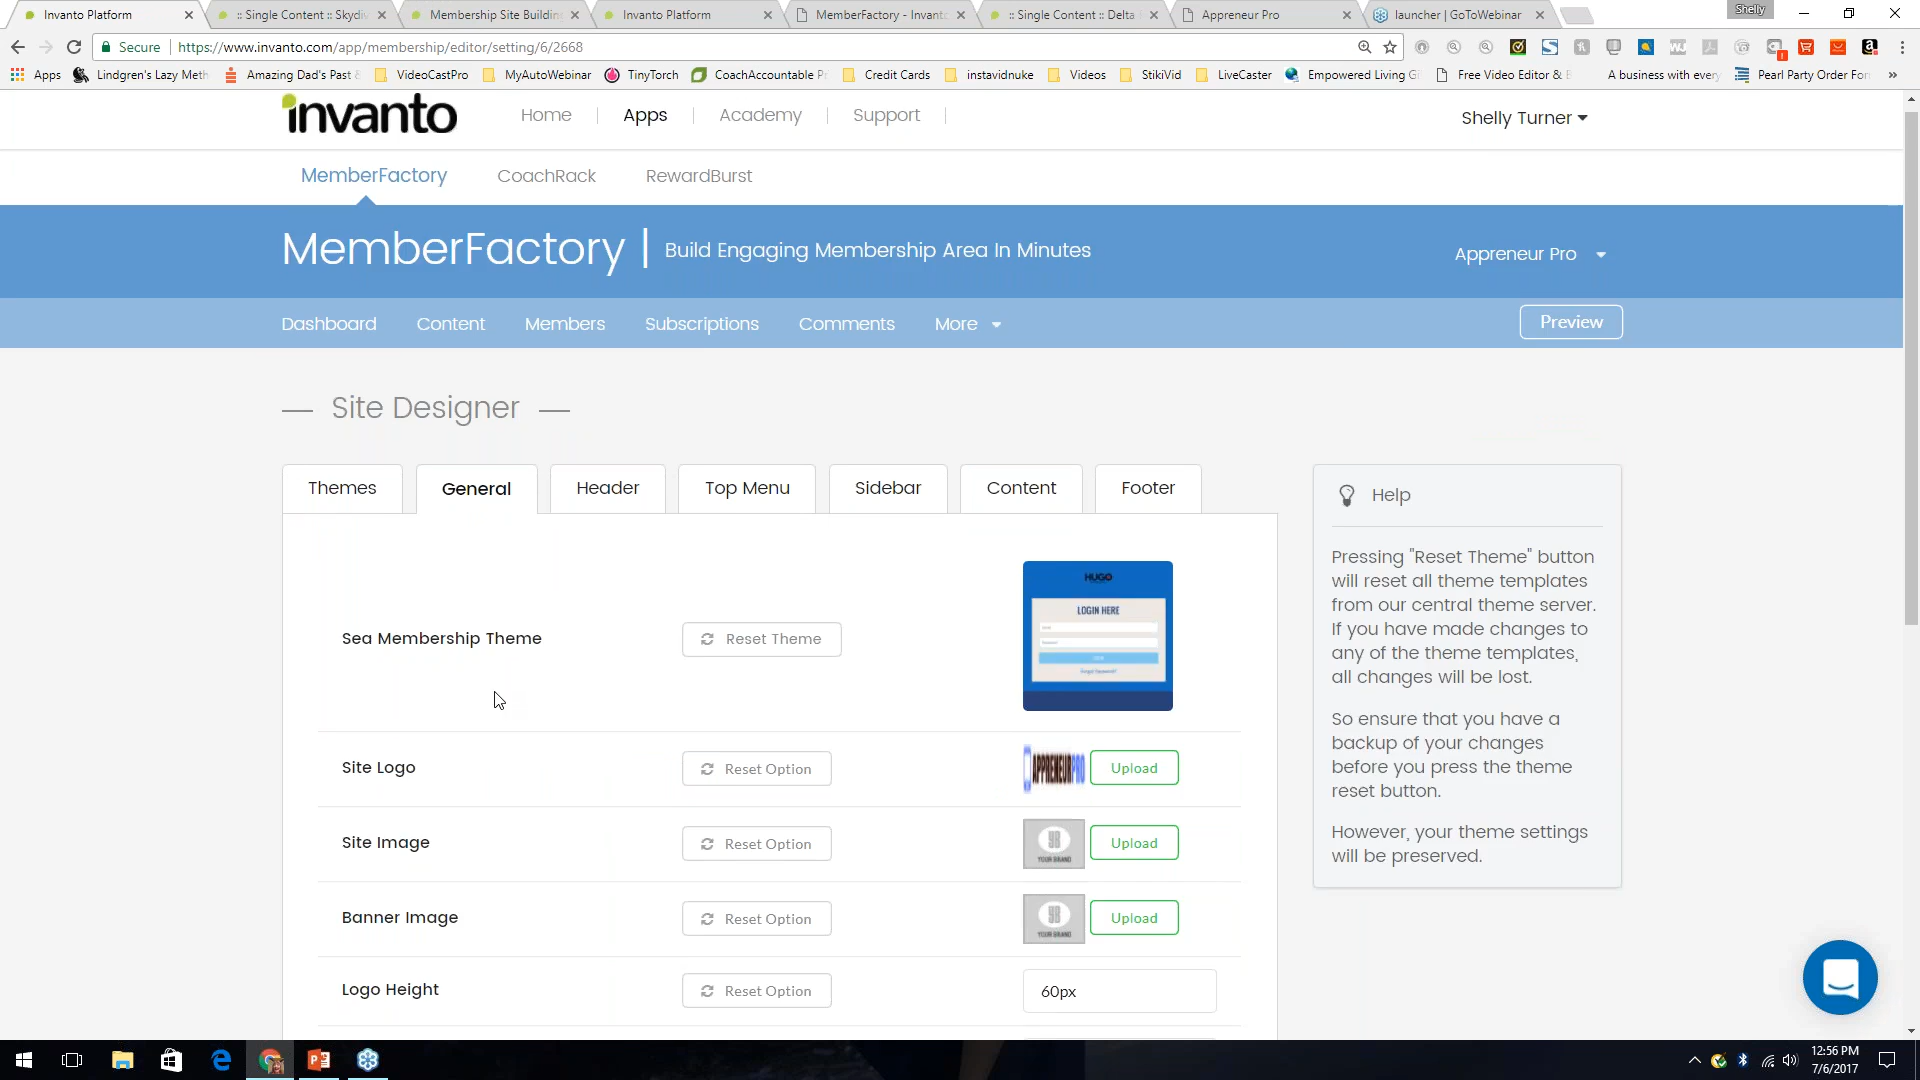 Invanto Platform
:: Single Content :: Skydiv
Membership Site Buildin
Invanto Platform
MemberFactory - Invant
:: Single Content :: Delta
Appreneur Pro
launcher | GoToWebinar
Shelly
Secure
https://www.invanto.com/app/membership/editor/setting/6/2668
Apps
Lindgren's Lazy Meth
Amazing Dad's Past
VideoCastPro
MyAutoWebinar
TinyTorch
CoachAccountable P
Credit Cards
instavidnuke
Videos
StikiVid
LiveCaster
Empowered Living G
Free Video Editor &
A business with every
Pearl Party Order For
invanto
Home
Apps
Academy
Support
Shelly Turner
MemberFactory
CoachRack
RewardBurst
MemberFactory | Build Engaging Membership Area In Minutes
Appreneur Pro
Dashboard
Content
Members
Subscriptions
Comments
More
Preview
Site Designer
Themes
General
Header
Top Menu
Sidebar
Content
Footer
Sea Membership Theme
Reset Theme
HUGO
LOGIN HERE
Site Logo
Reset Option
APPRENEURPRO
Upload
Site Image
Reset Option
YOUR BRAND
Upload
Banner Image
Reset Option
YOUR BRAND
Upload
Logo Height
Reset Option
60px
Help
Pressing "Reset Theme" button
will reset all theme templates
from our central theme server.
If you have made changes to
any of the theme templates,
all changes will be lost.
So ensure that you have a
backup of your changes
before you press the theme
reset button.
However, your theme settings
will be preserved.
12:56 PM
7/6/2017